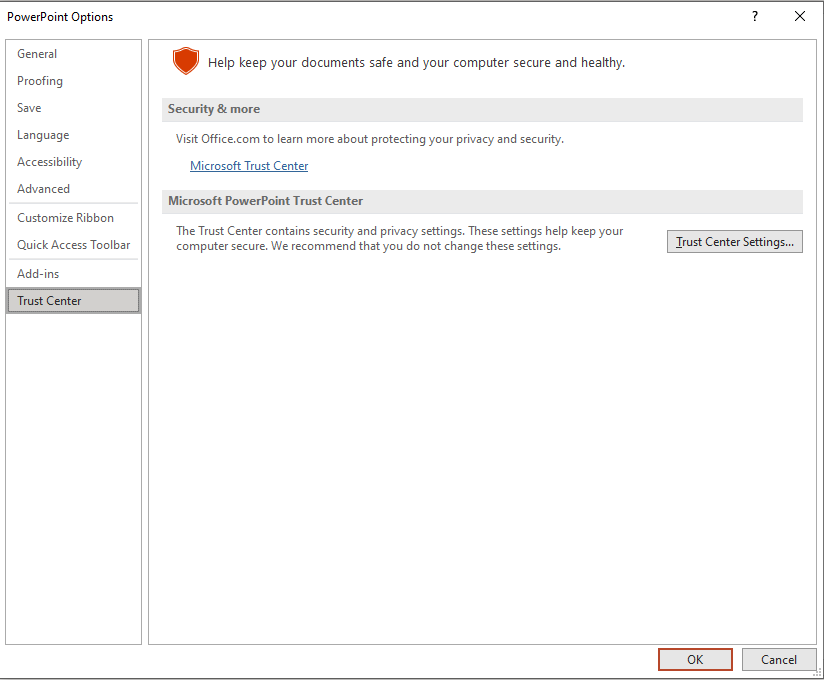 PowerPoint Options
?
General
Proofing
Save
Language
Accessibility
Advanced
Customize Ribbon
Quick Access Toolbar
Add-ins
Trust Center
Help keep your documents safe and your computer secure and healthy.
Security & more
Visit Office.com to learn more about protecting your privacy and security.
Microsoft Trust Center
Microsoft PowerPoint Trust Center
The Trust Center contains security and privacy settings. These settings help keep your
computer secure. We recommend that you do not change these settings.
Trust Center Settings...
OK
Cancel